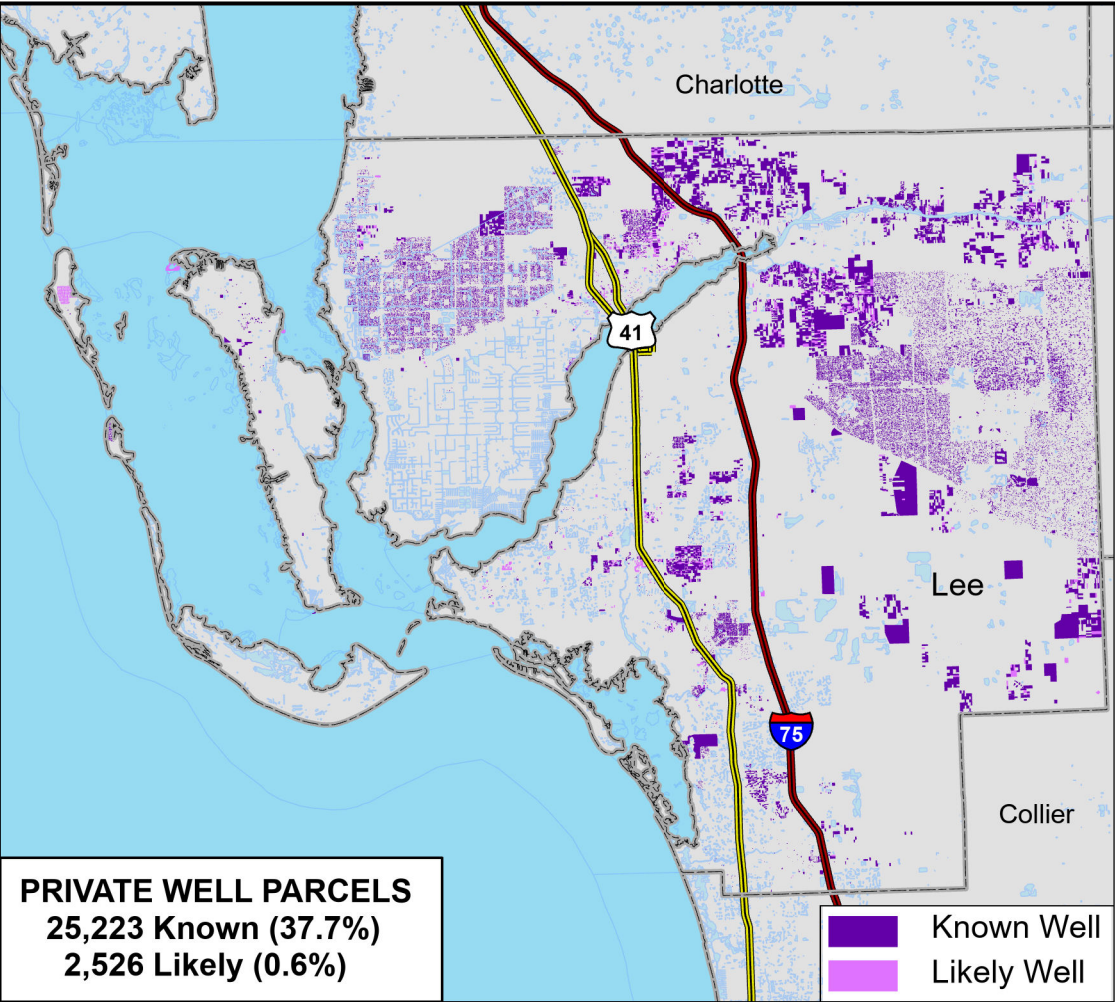 Charlotte
41
Lee
75
Collier
PRIVATE WELL PARCELS
25,223 Known (37.7%)
2,526 Likely (0.6%)
Known Well
Likely Well